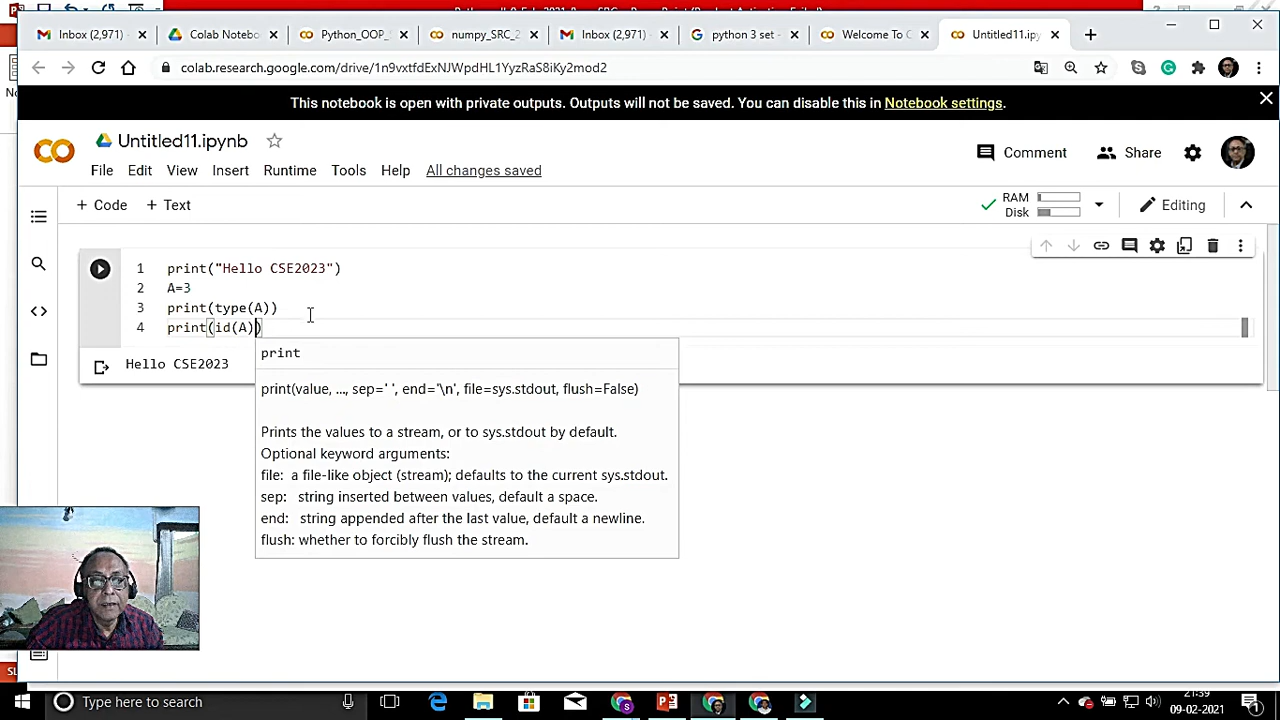 Inbox (2,971)
Colab Notebo
Python_OOP_
numpy_SRC_2
Inbox (2,971)
python 3 set -
Welcome To C
Untitled11.ipy
colab.research.google.com/drive/1n9vxtfdExNJWpdHL1YyzRaS8iKy2mod2
This notebook is open with private outputs. Outputs will not be saved. You can disable this in Notebook settings.
Untitled11.ipynb
File Edit View Insert Runtime Tools Help All changes saved
Comment
Share
+ Code + Text
RAM
Disk
Editing
1 print("Hello CSE2023")
2 A=3
3 print(type(A))
4 print(id(A))
Hello CSE2023
print
print(value, ..., sep=' ', end='\n', file=sys.stdout, flush=False)
Prints the values to a stream, or to sys.stdout by default.
Optional keyword arguments:
file: a file-like object (stream); defaults to the current sys.stdout.
sep: string inserted between values, default a space.
end: string appended after the last value, default a newline.
flush: whether to forcibly flush the stream.
Type here to search
21:39
09-02-2021